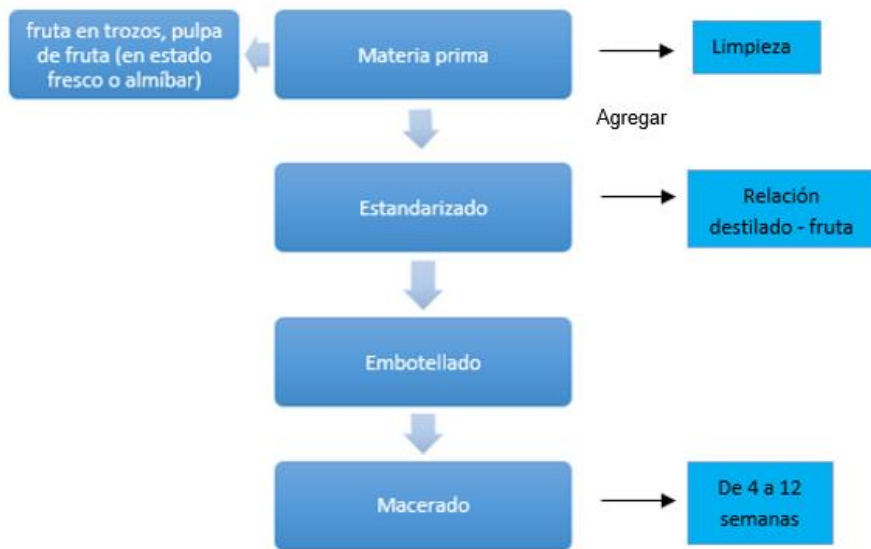 fruta en trozos, pulpa
de fruta (en estado
fresco o almíbar)
Materia prima
Limpieza
Agregar
Estandarizado
Relación
destilado - fruta
Embotellado
Macerado
De 4 a 12
semanas